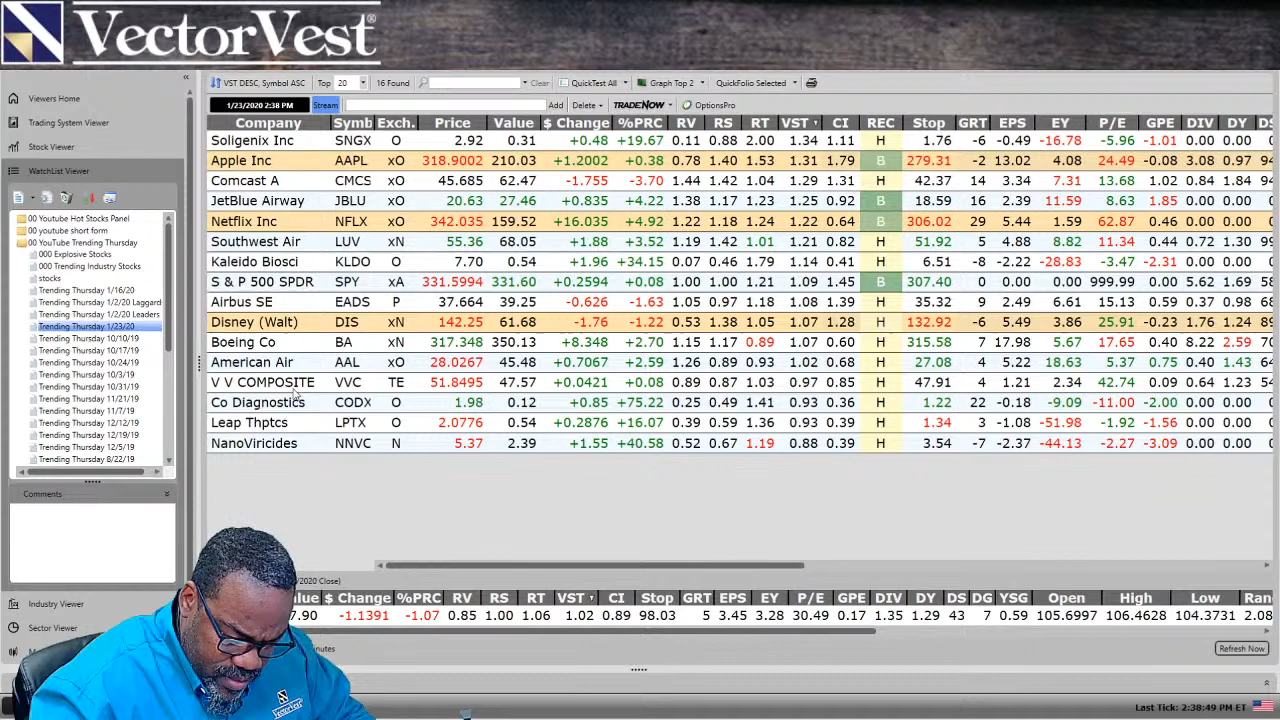 VectorVest®
Viewers Home
Trading System Viewer
Stock Viewer
WatchList Viewer
00 Youtube Hot Stocks Panel
00 youtube short form
00 YouTube Trending Thursday
000 Explosive Stocks
000 Trending Industry Stocks
stocks
Trending Thursday 1/16/20
Trending Thursday 1/2/20 Laggard
Trending Thursday 1/2/20 Leaders
Trending Thursday 1/23/20
Trending Thursday 10/10/19
Trending Thursday 10/17/19
Trending Thursday 10/24/19
Trending Thursday 10/3/19
Trending Thursday 10/31/19
Trending Thursday 11/21/19
Trending Thursday 11/7/19
Trending Thursday 12/12/19
Trending Thursday 12/19/19
Trending Thursday 12/5/19
Trending Thursday 8/22/19
Comments
Industry Viewer
Sector Viewer
VST DESC, Symbol ASC Top 20 16 Found Clear QuickTest All Graph Top 2 QuickFolio Selected
1/23/2020 2:38 PM Stream Add Delete TRADENOW OptionsPro
Company Symb Exch. Price Value $ Change %PRC RV RS RT VST CI REC Stop GRT EPS EY P/E GPE DIV DY DS
Soligenix Inc SNGX O 2.92 0.31 +0.48 +19.67 0.11 0.88 2.00 1.34 1.11 H 1.76 -6 -0.49 -16.78 -5.96 -1.01 0.00 0.00
Apple Inc AAPL xO 318.9002 210.03 +1.2002 +0.38 0.78 1.40 1.53 1.31 1.79 B 279.31 -2 13.02 4.08 24.49 -0.08 3.08 0.97 94
Comcast A CMCS xO 45.685 62.47 -1.755 -3.70 1.44 1.42 1.04 1.29 1.16 H 42.37 14 3.34 7.31 13.68 1.02 0.84 1.84 94
JetBlue Airway JBLU xO 20.63 27.46 +0.835 +4.22 1.38 1.17 1.23 1.25 0.92 B 18.59 16 2.39 11.59 8.63 1.85 0.00 0.00
Netflix Inc NFLX xO 342.035 159.52 +16.035 +4.92 1.22 1.18 1.24 1.22 0.64 B 306.02 29 5.44 1.59 62.87 0.46 0.00 0.00
Southwest Air LUV xN 55.36 68.05 +1.88 +3.52 1.19 1.42 1.01 1.21 0.82 H 51.92 5 4.88 8.82 11.34 0.44 0.72 1.30 99
Kaleido Biosci KLDO O 7.70 0.54 +1.96 +34.15 0.07 0.46 1.79 1.14 0.41 H 6.51 -8 -2.22 -28.83 -3.47 -2.31 0.00 0.00
S & P 500 SPDR SPY xA 331.5994 331.60 +0.2594 +0.08 1.00 1.00 1.21 1.09 1.45 B 307.40 0 0.00 0.00 999.99 0.00 5.62 1.69 58
Airbus SE EADS P 37.664 39.25 -0.626 -1.63 1.05 0.97 1.18 1.08 1.39 H 35.32 9 2.49 6.61 15.13 0.59 0.37 0.98 68
Disney (Walt) DIS xN 142.25 61.68 -1.76 -1.22 0.53 1.38 1.05 1.07 1.28 H 132.92 -6 5.49 3.86 25.91 -0.23 1.76 1.24 89
Boeing Co BA xN 317.348 350.13 +8.348 +2.70 1.15 1.17 0.89 1.07 0.60 H 315.58 7 17.98 5.67 17.65 0.40 8.22 2.59 70
American Air AAL xO 28.0267 45.48 +0.7067 +2.59 1.26 0.89 0.93 1.02 0.68 H 27.08 4 5.22 18.63 5.37 0.75 0.40 1.43 54
V V COMPOSITE VVC TE 51.8495 47.57 +0.0421 +0.08 0.89 0.87 1.03 0.97 0.85 H 47.91 4 1.21 2.34 42.74 0.09 0.64 1.23 54
Co Diagnostics CODX O 1.98 0.12 +0.85 +75.22 0.25 0.49 1.41 0.93 0.36 H 1.22 22 -0.18 -9.09 -11.00 -2.00 0.00 0.00
Leap Thptcs LPTX O 2.0776 0.54 +0.2876 +16.07 0.39 0.59 1.36 0.93 0.39 H 1.34 -3 -1.08 -51.98 -1.92 -1.56 0.00 0.00
NanoViricides NNVC N 5.37 2.39 +1.55 +40.58 0.52 0.67 1.19 0.88 0.39 H 3.54 -7 -2.37 -44.13 -2.27 -3.09 0.00 0.00
/2020 Close)
$ Change %PRC RV RS RT VST CI Stop GRT EPS EY P/E GPE DIV DY DS DG YSG Open High Low
7.90 -1.1391 -1.07 0.85 1.00 1.06 1.02 0.89 98.03 5 3.45 3.28 30.49 0.17 1.35 1.29 43 7 0.59 105.6997 106.4628 104.3731 2.08
Refresh Now
Last Tick: 2:38:49 PM ET
VectorVest